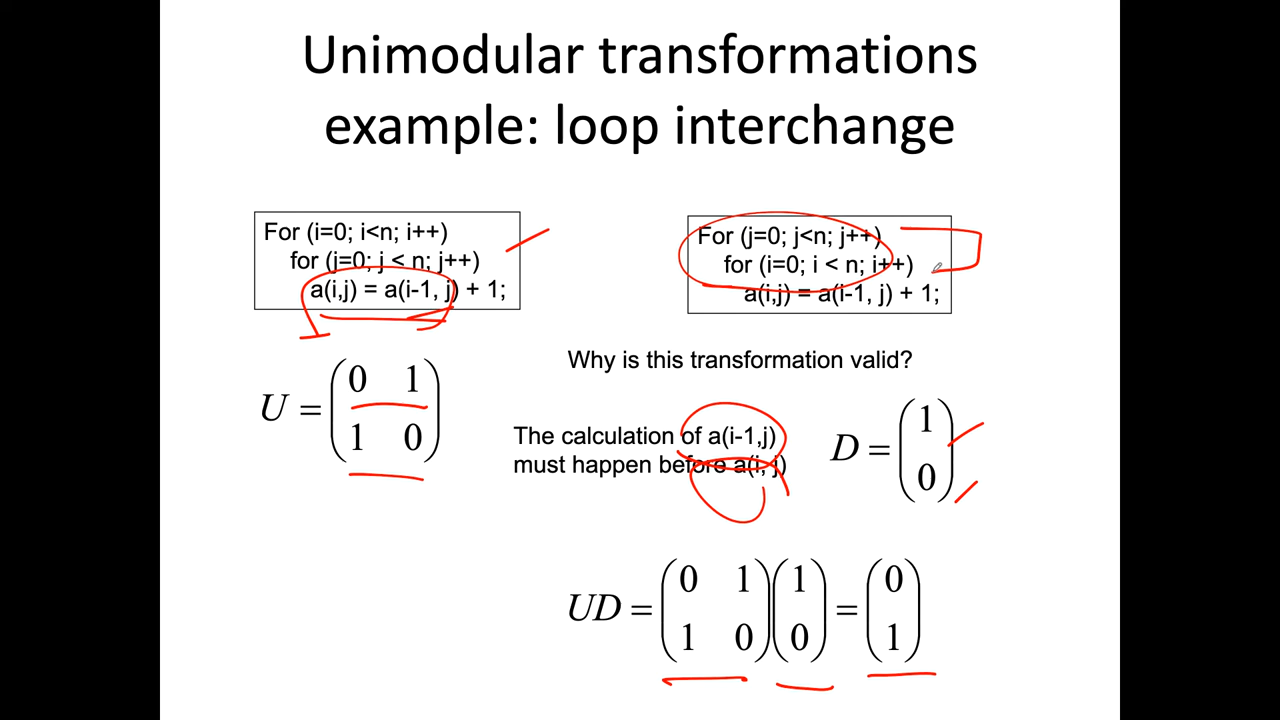 Unimodular transformations
example: loop interchange
For (i=0; i<n; i++)
for (j=0; j < n; j++)
a(i,j) = a(i-1, j) + 1;
For (j=0; j<n; j++)
for (i=0; i < n; i++)
a(i,j) = a(i-1, j) + 1;
Why is this transformation valid?
U = ( 0 1
1 0 )
The calculation of a(i-1,j)
must happen before a(i, j)
D = ( 1
0 )
UD = ( 0 1 ) ( 1 ) = ( 0 )
( 1 0 ) ( 0 ) ( 1 )